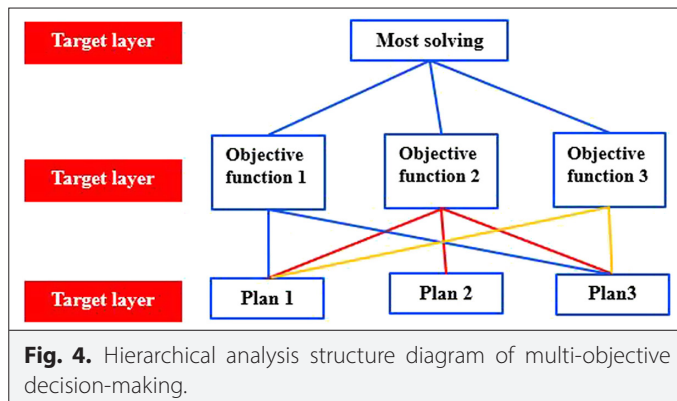 Target layer
Most solving
Target layer
Objective
function 1
Objective
function 2
Objective
function 3
Target layer
Plan 1
Plan 2
Plan3
Fig. 4. Hierarchical analysis structure diagram of multi-objective
decision-making.